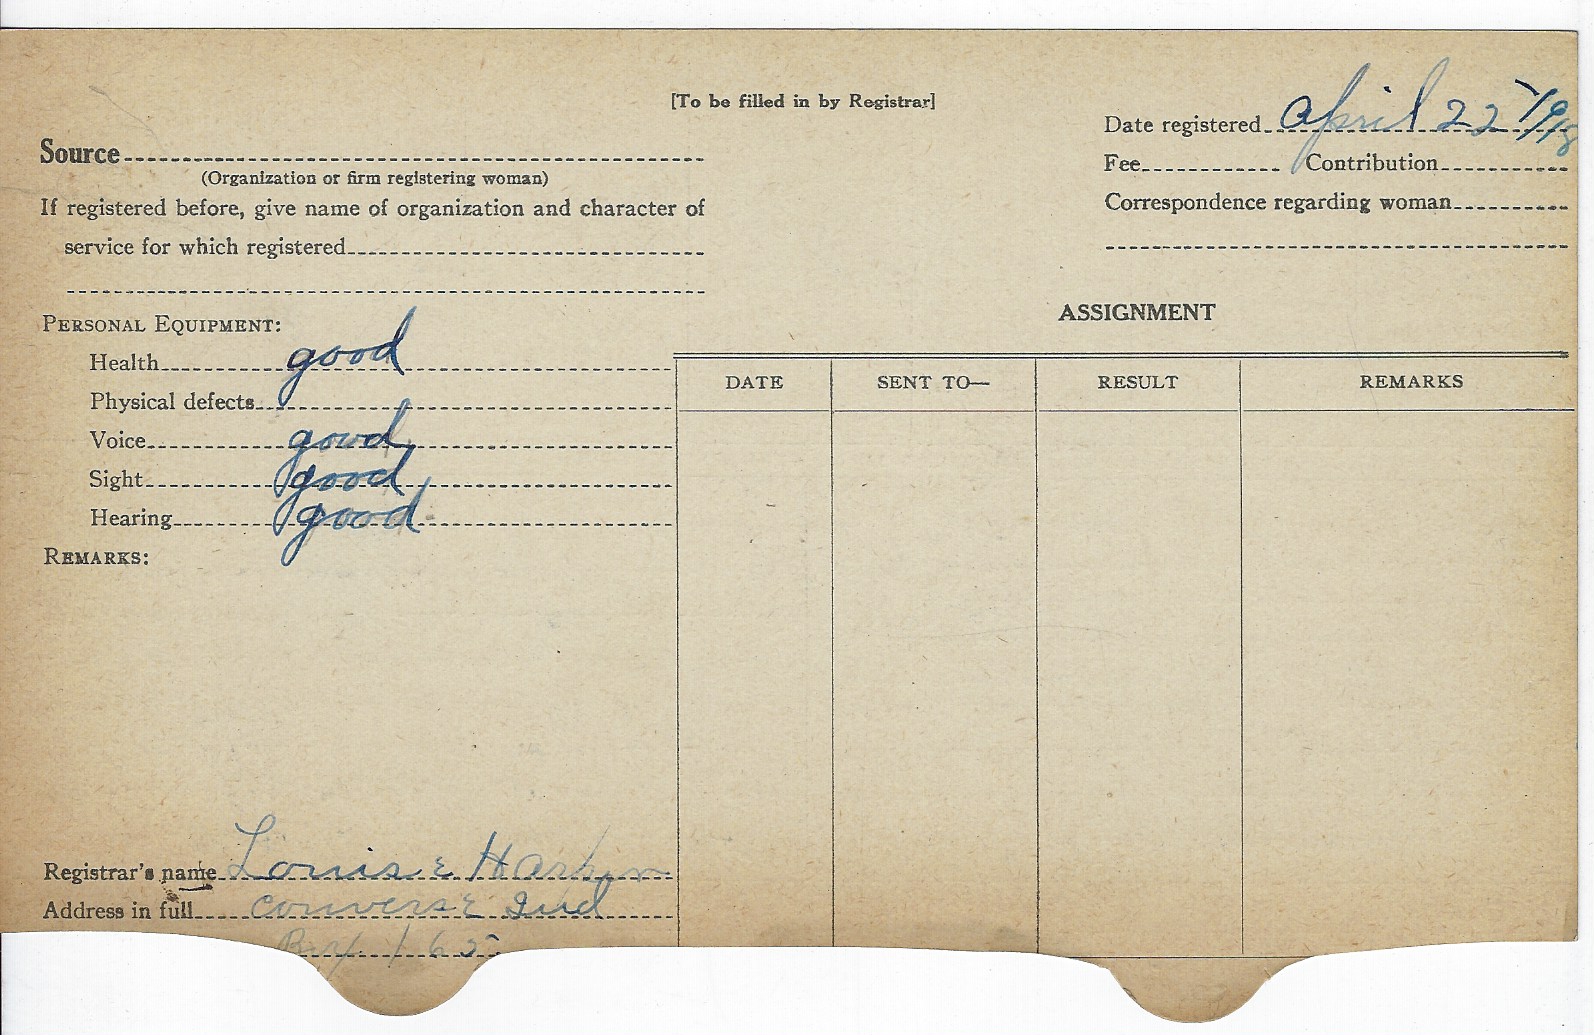 [To be filled in by Registrar]
Date registered April 22 1918
Source
(Organization or firm registering woman)
Fee Contribution
If registered before, give name of organization and character of
service for which registered
Correspondence regarding woman
PERSONAL EQUIPMENT:
Health good
Physical defects
Voice good
Sight good
Hearing good
REMARKS:
ASSIGNMENT
DATE SENT TO— RESULT REMARKS
Registrar's name Louise
Address in full Converse Ind
Box 165